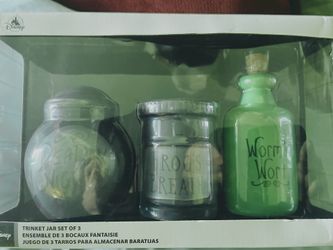 Disney
FROG'S
BREATH
Worm
Wort
TRINKET JAR SET OF 3
ENSEMBLE DE 3 BOCAUX FANTAISIE
JUEGO DE 3 TARROS PARA ALMACENAR BARATIJAS
Disney